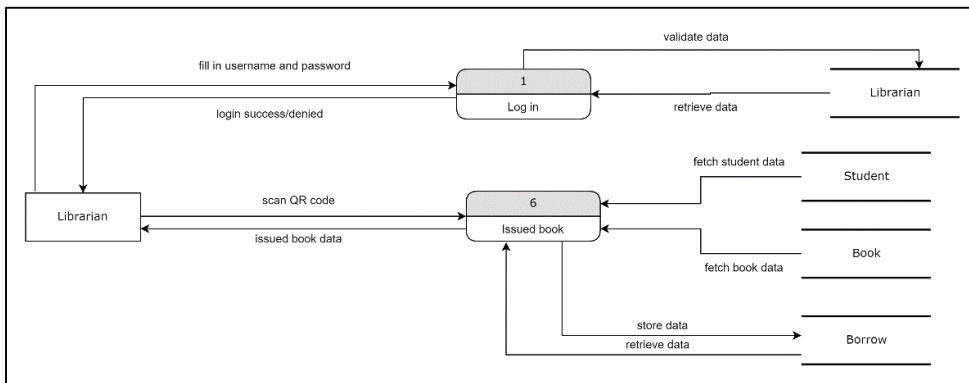 validate data
fill in username and password
1
Log in
Librarian
login success/denied
retrieve data
fetch student data
Student
scan QR code
6
Librarian
Issued book
issued book data
Book
fetch book data
store data
retrieve data
Borrow